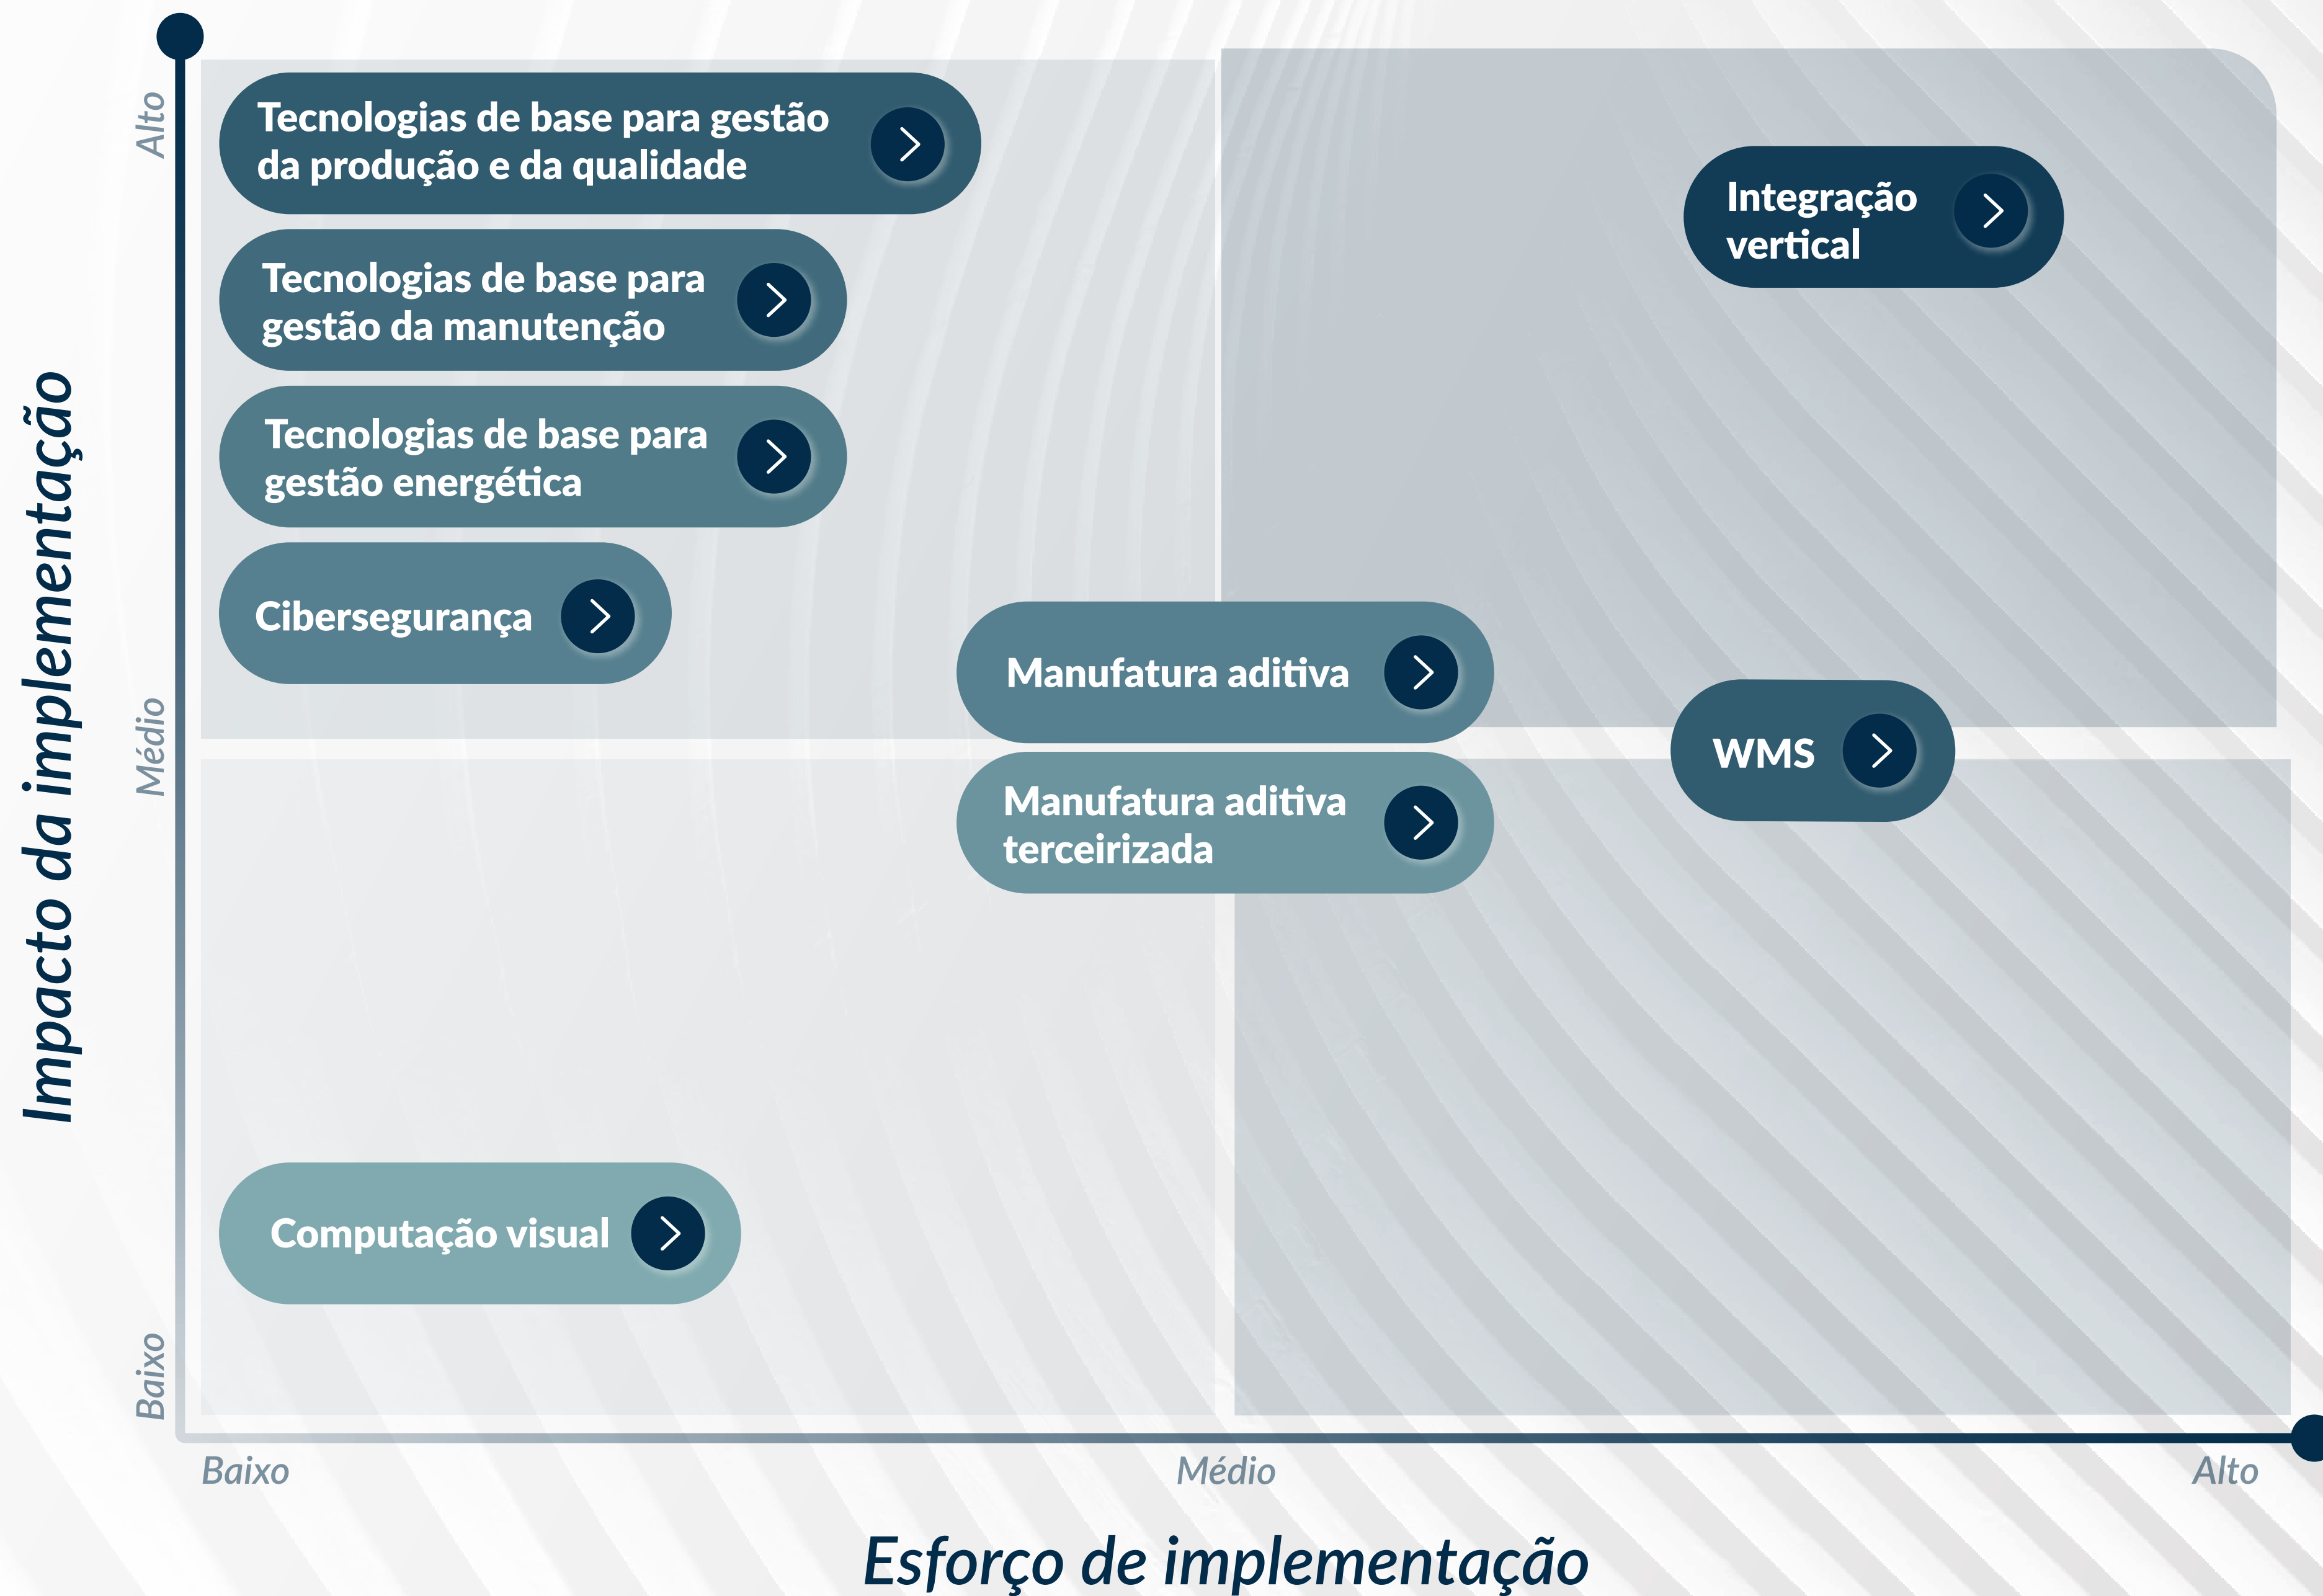 Impacto da implementação
Alto
Médio
Baixo
Tecnologias de base para gestão
da produção e da qualidade
Tecnologias de base para
gestão da manutenção
Tecnologias de base para
gestão energética
Cibersegurança
Integração
vertical
Manufatura aditiva
Manufatura aditiva
terceirizada
WMS
Computação visual
Baixo
Médio
Alto
Esforço de implementação